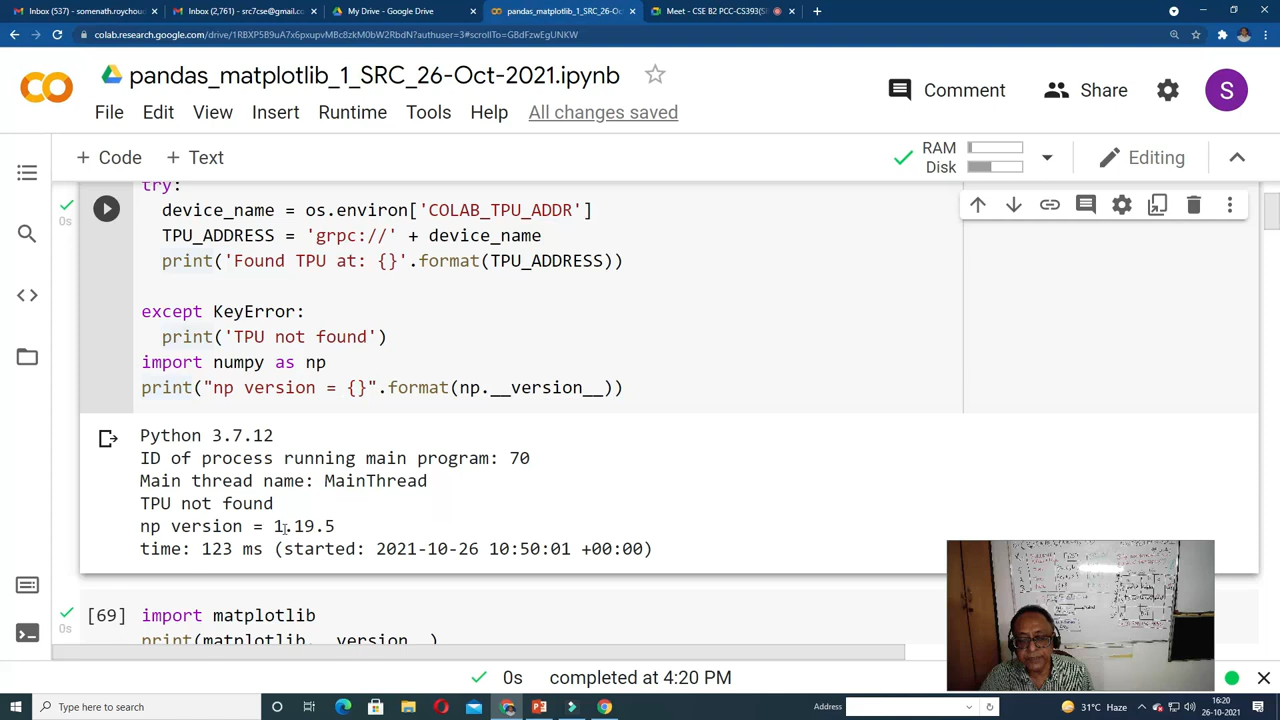 Inbox (537) - somenath.roychou
Inbox (2,761) - src7cse@gmail.co
My Drive - Google Drive
pandas_matplotlib_1_SRC_26-Oct
Meet - CSE B2 PCC-CS393(S
colab.research.google.com/drive/1RBXP5B9uA7x6pxupvMBc8zkM0bW2RbdN?authuser=3#scrollTo=GBdFzwEgUNKW
pandas_matplotlib_1_SRC_26-Oct-2021.ipynb
Comment
Share
S
File Edit View Insert Runtime Tools Help All changes saved
+ Code + Text
RAM
Disk
Editing
try:
0s
device_name = os.environ['COLAB_TPU_ADDR']
TPU_ADDRESS = 'grpc://' + device_name
print('Found TPU at: {}'.format(TPU_ADDRESS))
except KeyError:
print('TPU not found')
import numpy as np
print("np version = {}".format(np.__version__))
Python 3.7.12
ID of process running main program: 70
Main thread name: MainThread
TPU not found
np version = 1.19.5
time: 123 ms (started: 2021-10-26 10:50:01 +00:00)
[69] import matplotlib
0s
print(matplotlib.__version__)
0s completed at 4:20 PM
Type here to search
Address
31°C Haze
ENG
16:20
26-10-2021